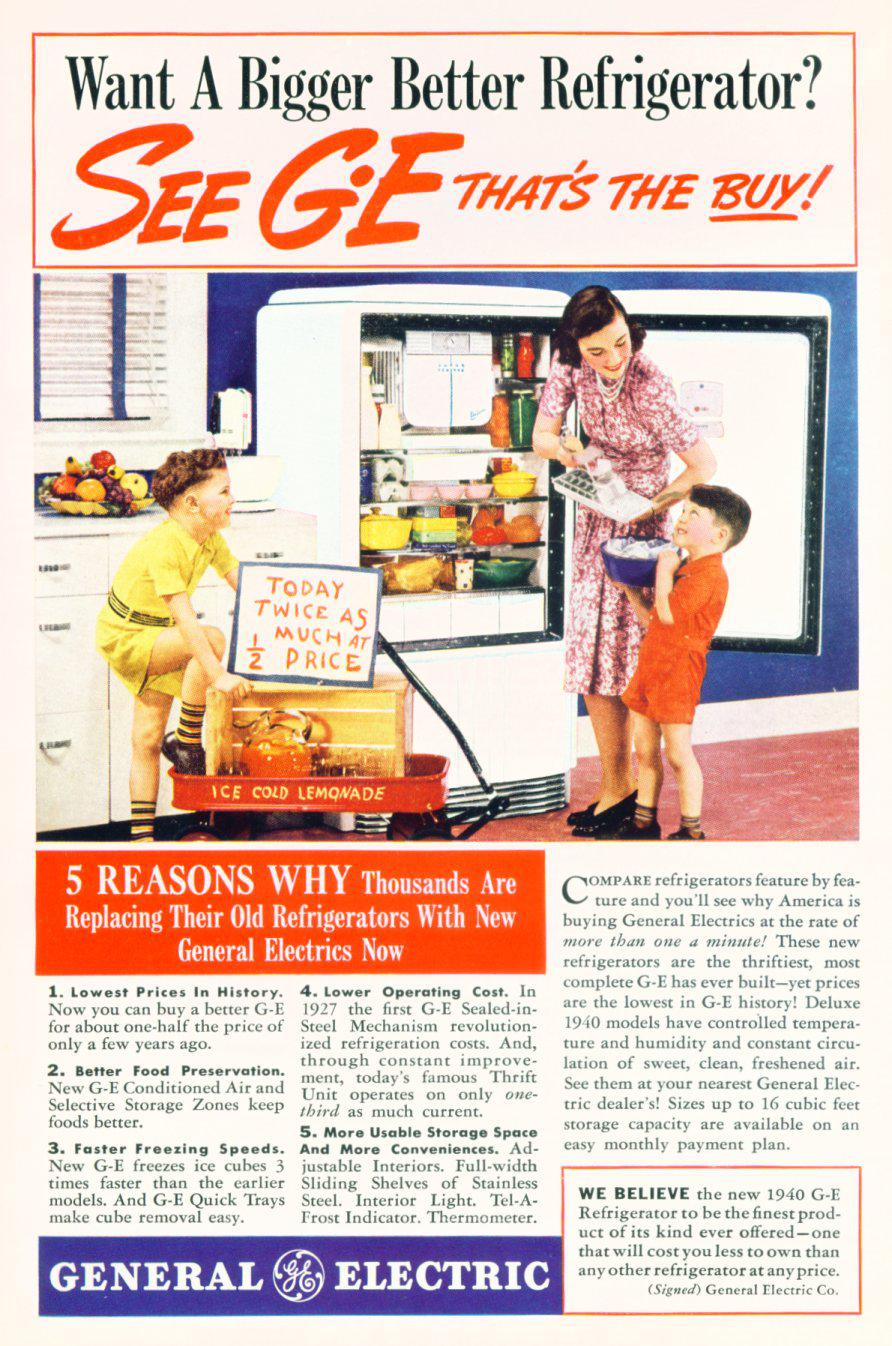 Want A Bigger Better Refrigerator?
SEE G-E THAT'S THE BUY!
TODAY
TWICE AS
MUCH AT
1/2 PRICE
ICE COLD LEMONADE
5 REASONS WHY Thousands Are
Replacing Their Old Refrigerators With New
General Electrics Now
1. Lowest Prices In History.
Now you can buy a better G-E
for about one-half the price of
only a few years ago.
2. Better Food Preservation.
New G-E Conditioned Air and
Selective Storage Zones keep
foods better.
3. Faster Freezing Speeds.
New G-E freezes ice cubes 3
times faster than the earlier
models. And G-E Quick Trays
make cube removal easy.
4. Lower Operating Cost. In
1927 the first G-E Sealed-in-
Steel Mechanism revolution-
ized refrigeration costs. And,
through constant improve-
ment, today's famous Thrift
Unit operates on only one-
third as much current.
5. More Usable Storage Space
And More Conveniences. Ad-
justable Interiors. Full-width
Sliding Shelves of Stainless
Steel. Interior Light. Tel-A-
Frost Indicator. Thermometer.
COMPARE refrigerators feature by fea-
ture and you'll see why America is
buying General Electrics at the rate of
more than one a minute! These new
refrigerators are the thriftiest, most
complete G-E has ever built—yet prices
are the lowest in G-E history! Deluxe
1940 models have controlled tempera-
ture and humidity and constant circu-
lation of sweet, clean, freshened air.
See them at your nearest General Elec-
tric dealer's! Sizes up to 16 cubic feet
storage capacity are available on an
easy monthly payment plan.
WE BELIEVE the new 1940 G-E
Refrigerator to be the finest prod-
uct of its kind ever offered—one
that will cost you less to own than
any other refrigerator at any price.
(Signed) General Electric Co.
GENERAL GE ELECTRIC